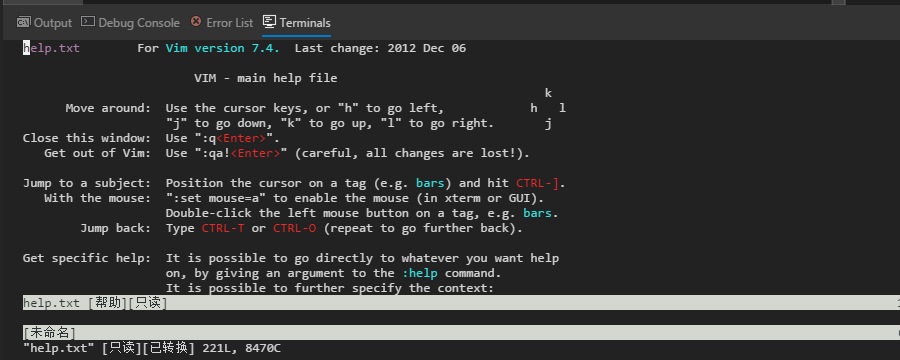 Output Debug Console Error List Terminals
help.txt For Vim version 7.4. Last change: 2012 Dec 06
VIM - main help file
k
Move around: Use the cursor keys, or "h" to go left, h l
"j" to go down, "k" to go up, "l" to go right. j
Close this window: Use ":q<Enter>".
Get out of Vim: Use ":qa!<Enter>" (careful, all changes are lost!).
Jump to a subject: Position the cursor on a tag (e.g. bars) and hit CTRL-].
With the mouse: ":set mouse=a" to enable the mouse (in xterm or GUI).
Double-click the left mouse button on a tag, e.g. bars.
Jump back: Type CTRL-T or CTRL-O (repeat to go further back).
Get specific help: It is possible to go directly to whatever you want help
on, by giving an argument to the :help command.
It is possible to further specify the context:
help.txt [帮助][只读]
[未命名]
"help.txt" [只读][已转换] 221L, 8470C